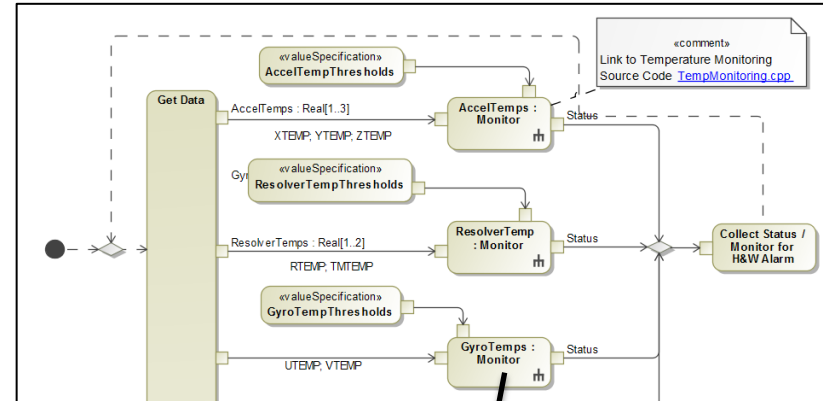 «comment»
Link to Temperature Monitoring
Source Code TempMonitoring.cpp
«valueSpecification»
AccelTempThresholds
Get Data
AccelTemps : Real[1..3]
AccelTemps :
Monitor
Status
XTEMP; YTEMP; ZTEMP
«valueSpecification»
ResolverTempThresholds
ResolverTemps : Real[1..2]
ResolverTemp
: Monitor
Status
Collect Status /
Monitor for
H&W Alarm
RTEMP; TMTEMP
«valueSpecification»
GyroTempThresholds
GyroTemps :
Monitor
Status
UTEMP; VTEMP